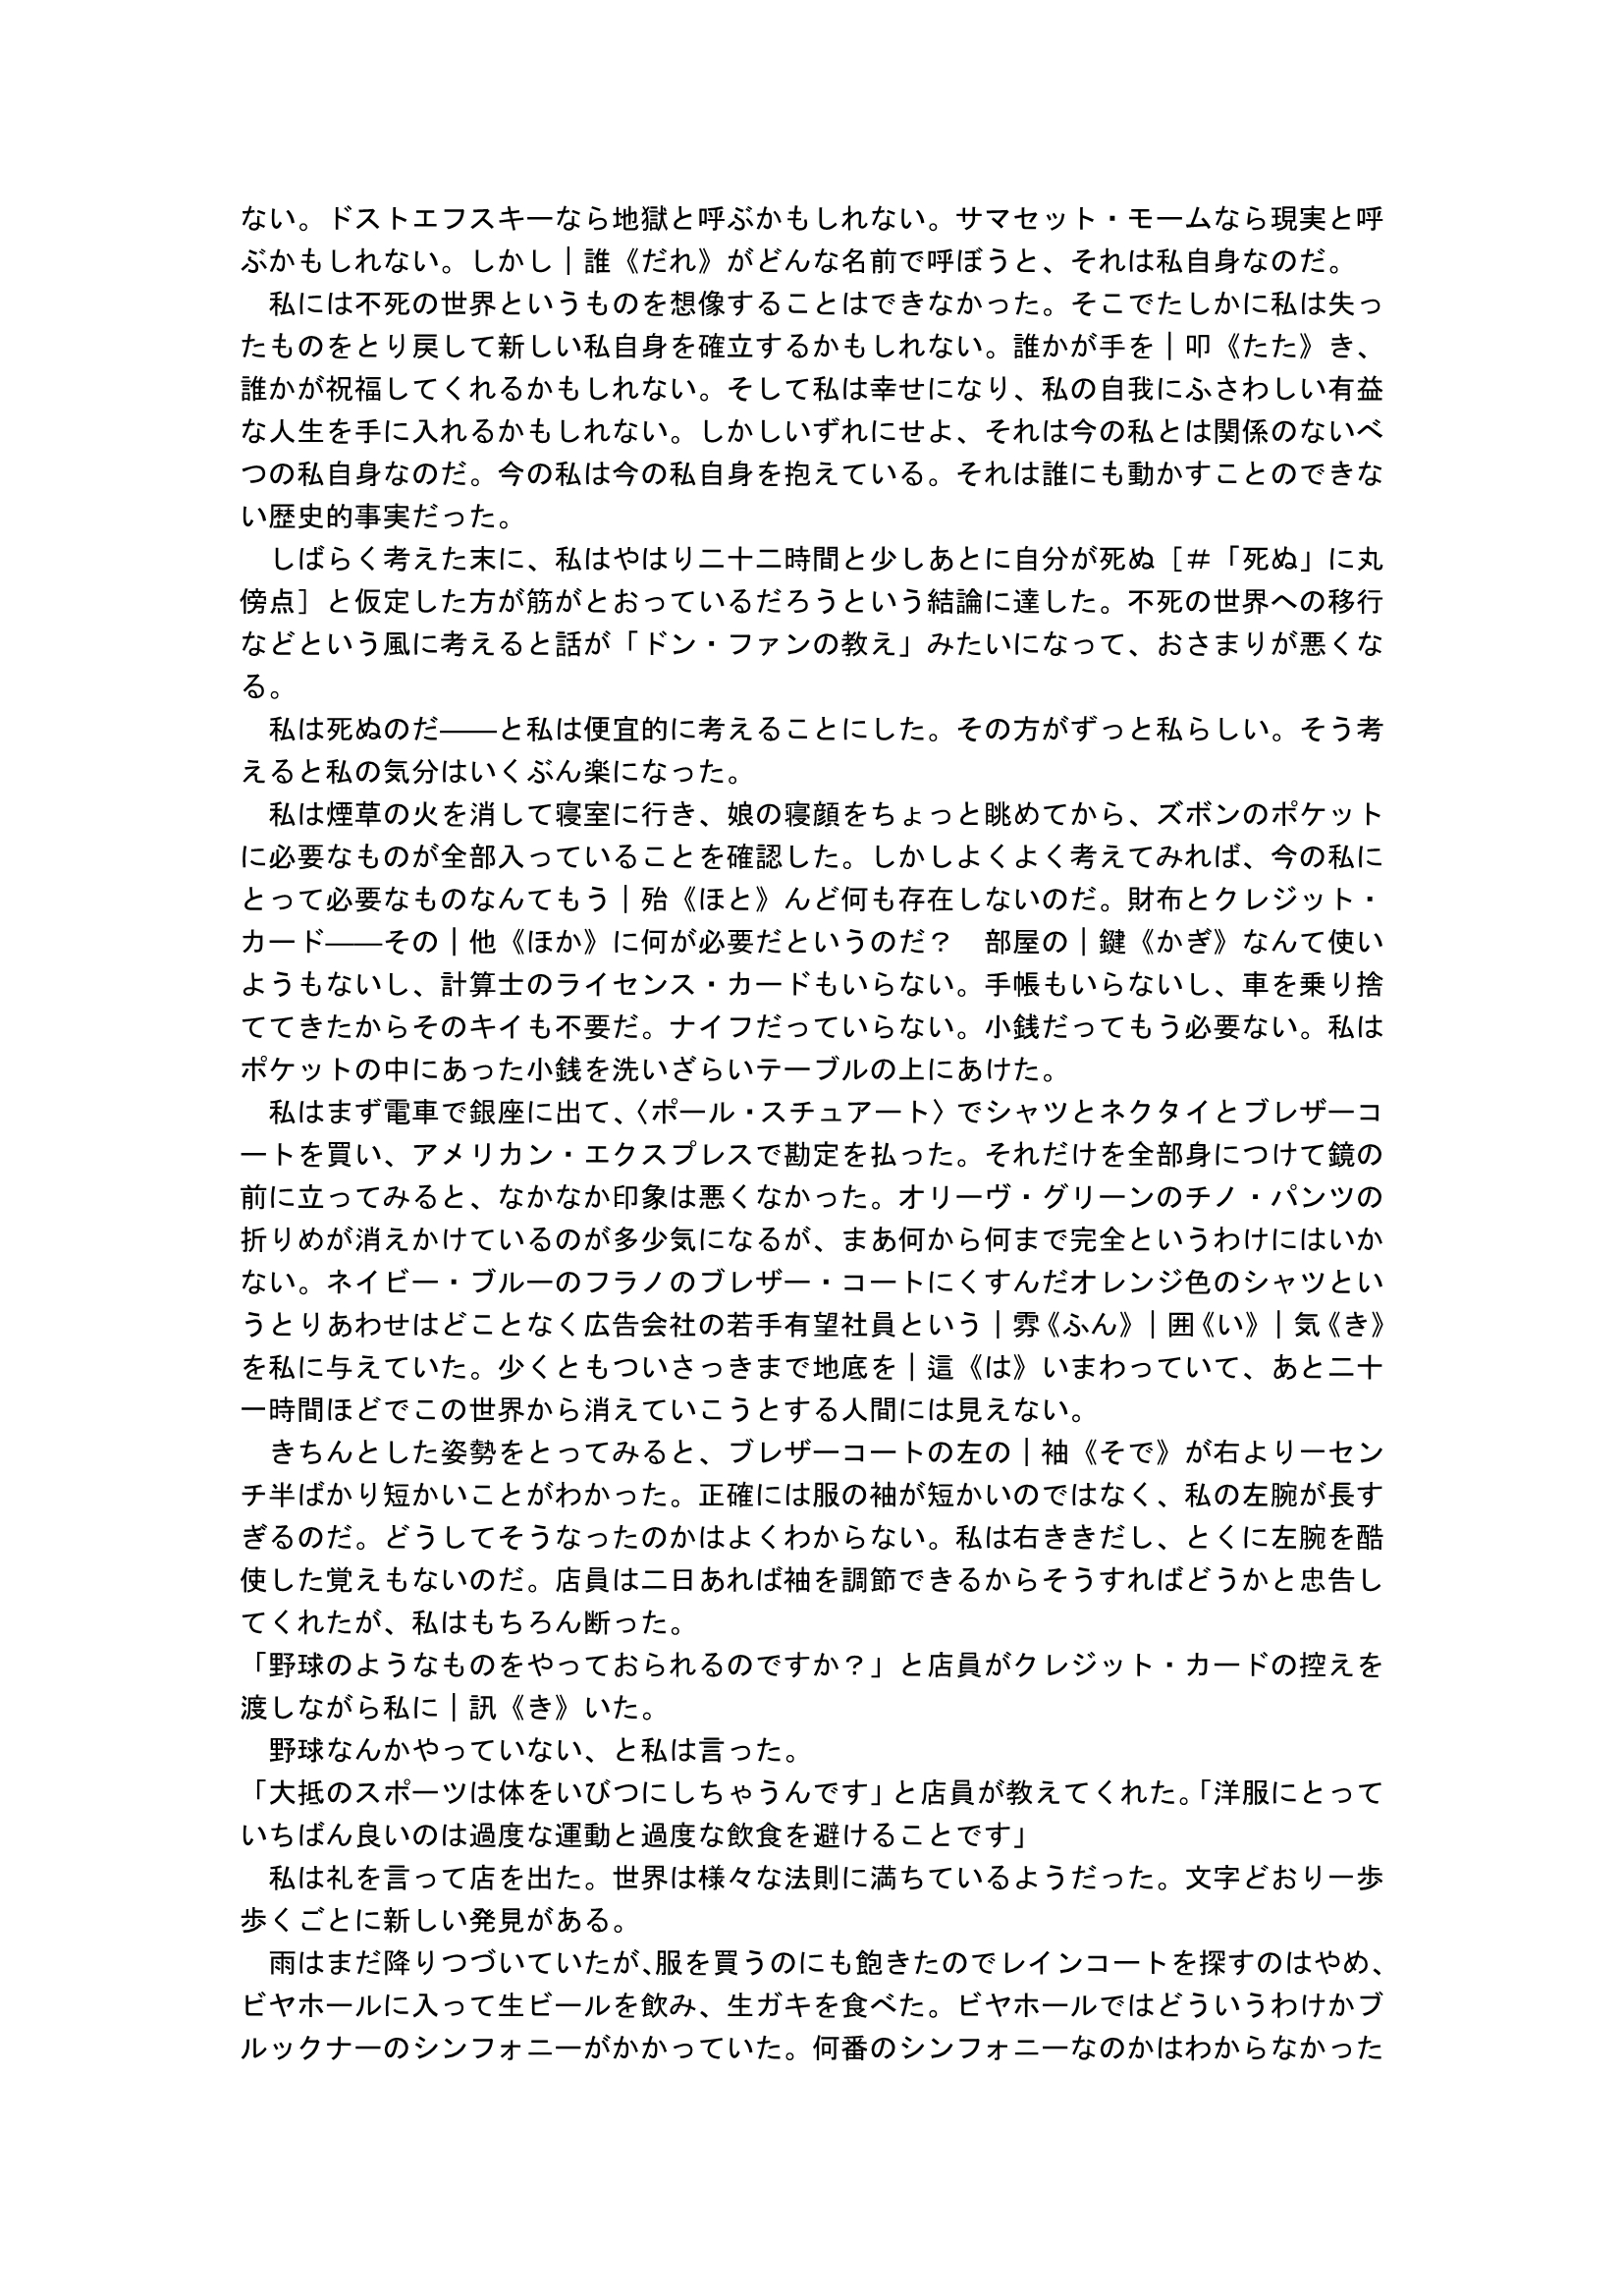 ない。ドストエフスキーなら地獄と呼ぶかもしれない。サマセット・モームなら現実と呼
ぶかもしれない。しかし｜誰《だれ》がどんな名前で呼ぼうと、それは私自身なのだ。
　私には不死の世界というものを想像することはできなかった。そこでたしかに私は失っ
たものをとり戻して新しい私自身を確立するかもしれない。誰かが手を｜叩《たた》き、
誰かが祝福してくれるかもしれない。そして私は幸せになり、私の自我にふさわしい有益
な人生を手に入れるかもしれない。しかしいずれにせよ、それは今の私とは関係のないべ
つの私自身なのだ。今の私は今の私自身を抱えている。それは誰にも動かすことのできな
い歴史的事実だった。
　しばらく考えた末に、私はやはり二十二時間と少しあとに自分が死ぬ［＃「死ぬ」に丸
傍点］と仮定した方が筋がとおっているだろうという結論に達した。不死の世界への移行
などという風に考えると話が「ドン・ファンの教え」みたいになって、おさまりが悪くな
る。
　私は死ぬのだ――と私は便宜的に考えることにした。その方がずっと私らしい。そう考
えると私の気分はいくぶん楽になった。
　私は煙草の火を消して寝室に行き、娘の寝顔をちょっと眺めてから、ズボンのポケット
に必要なものが全部入っていることを確認した。しかしよくよく考えてみれば、今の私に
とって必要なものなんてもう｜殆《ほと》んど何も存在しないのだ。財布とクレジット・
カード――その｜他《ほか》に何が必要だというのだ？　部屋の｜鍵《かぎ》なんて使い
ようもないし、計算士のライセンス・カードもいらない。手帳もいらないし、車を乗り捨
ててきたからそのキイも不要だ。ナイフだっていらない。小銭だってもう必要ない。私は
ポケットの中にあった小銭を洗いざらいテーブルの上にあけた。
　私はまず電車で銀座に出て、〈ポール・スチュアート〉でシャツとネクタイとブレザーコ
ートを買い、アメリカン・エクスプレスで勘定を払った。それだけを全部身につけて鏡の
前に立ってみると、なかなか印象は悪くなかった。オリーヴ・グリーンのチノ・パンツの
折りめが消えかけているのが多少気になるが、まあ何から何まで完全というわけにはいか
ない。ネイビー・ブルーのフラノのブレザー・コートにくすんだオレンジ色のシャツとい
うとりあわせはどことなく広告会社の若手有望社員という｜雰《ふん》｜囲《い》｜気《き》
を私に与えていた。少くともついさっきまで地底を｜這《は》いまわっていて、あと二十
一時間ほどでこの世界から消えていこうとする人間には見えない。
　きちんとした姿勢をとってみると、ブレザーコートの左の｜袖《そで》が右より一セン
チ半ばかり短かいことがわかった。正確には服の袖が短かいのではなく、私の左腕が長す
ぎるのだ。どうしてそうなったのかはよくわからない。私は右ききだし、とくに左腕を酷
使した覚えもないのだ。店員は二日あれば袖を調節できるからそうすればどうかと忠告し
てくれたが、私はもちろん断った。
「野球のようなものをやっておられるのですか？」と店員がクレジット・カードの控えを
渡しながら私に｜訊《き》いた。
　野球なんかやっていない、と私は言った。
「大抵のスポーツは体をいびつにしちゃうんです」と店員が教えてくれた。「洋服にとって
いちばん良いのは過度な運動と過度な飲食を避けることです」
　私は礼を言って店を出た。世界は様々な法則に満ちているようだった。文字どおり一歩
歩くごとに新しい発見がある。
　雨はまだ降りつづいていたが、服を買うのにも飽きたのでレインコートを探すのはやめ、
ビヤホールに入って生ビールを飲み、生ガキを食べた。ビヤホールではどういうわけかブ
ルックナーのシンフォニーがかかっていた。何番のシンフォニーなのかはわからなかった